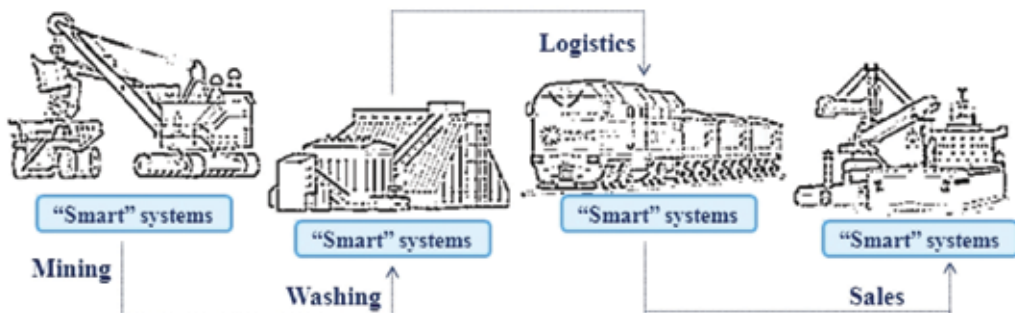 Logistics
“Smart” systems
“Smart” systems
“Smart” systems
“Smart” systems
Mining
Washing
Sales